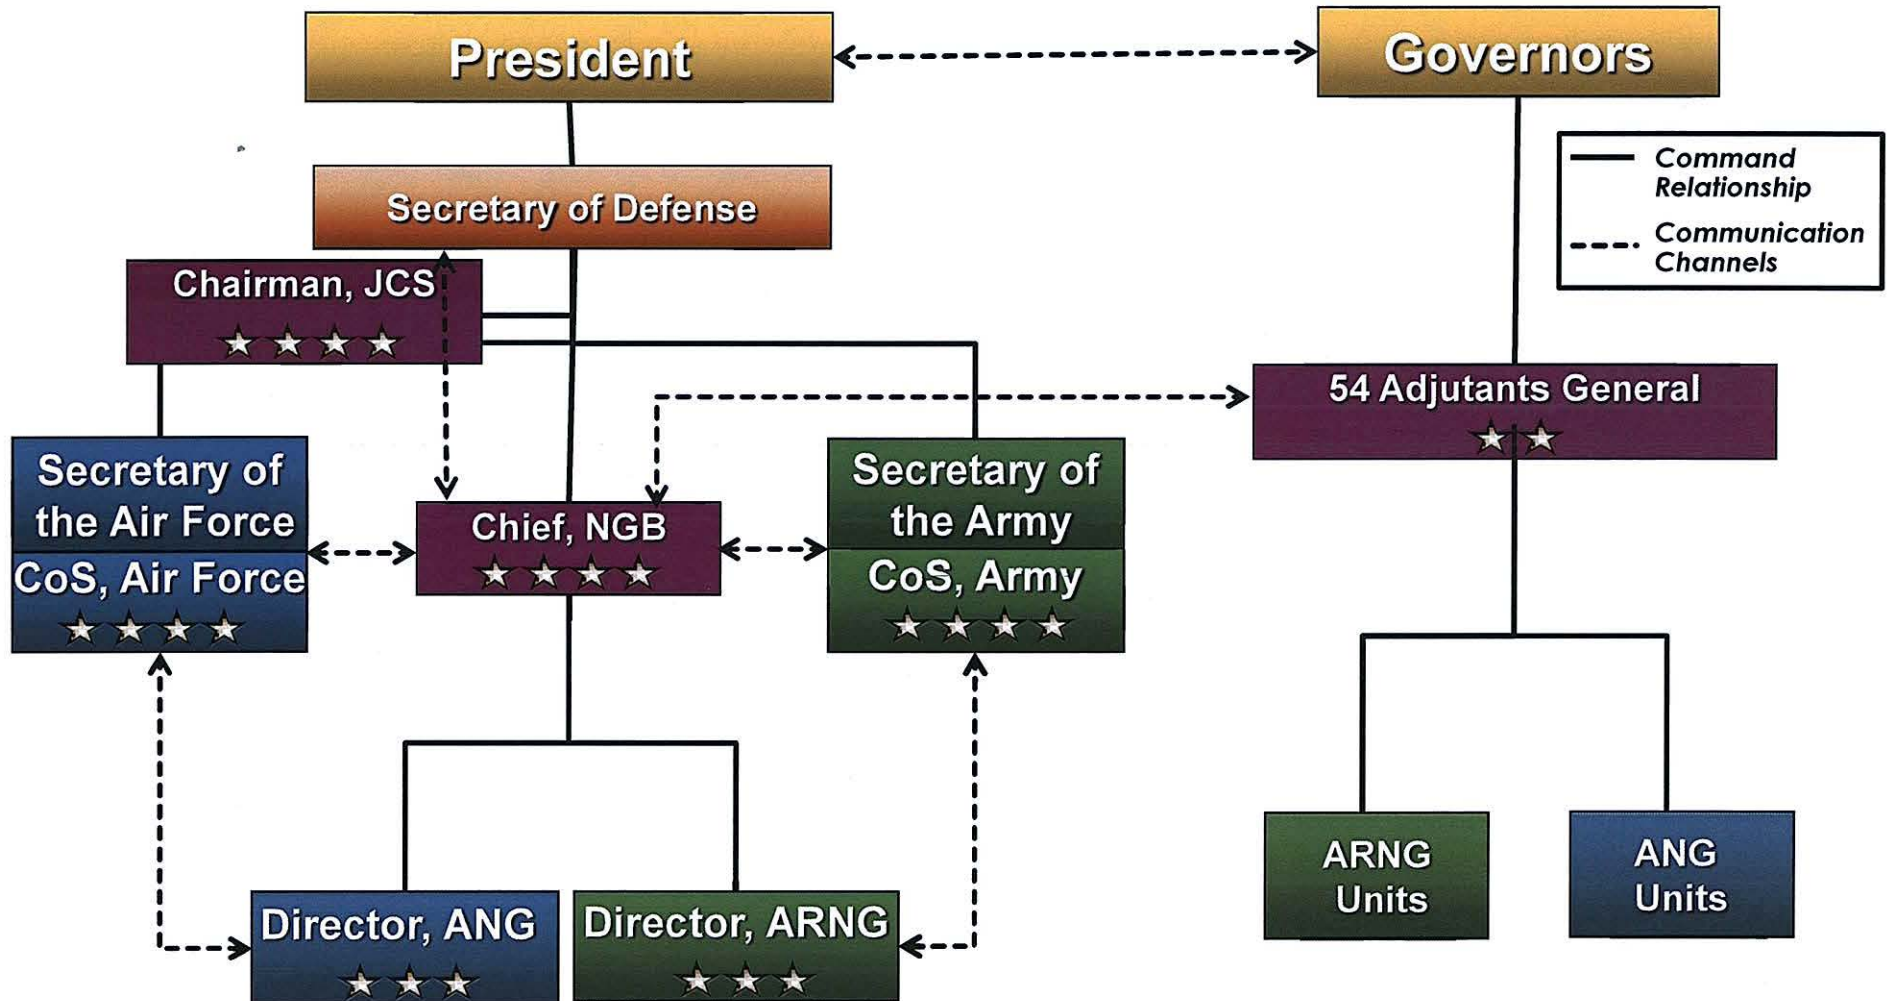 President
Governors
Command
Relationship
Communication
Channels
Secretary of Defense
Chairman, JCS
54 Adjutants General
Secretary of
the Air Force
CoS, Air Force
Chief, NGB
Secretary of
the Army
CoS, Army
ARNG
Units
ANG
Units
Director, ANG
Director, ARNG